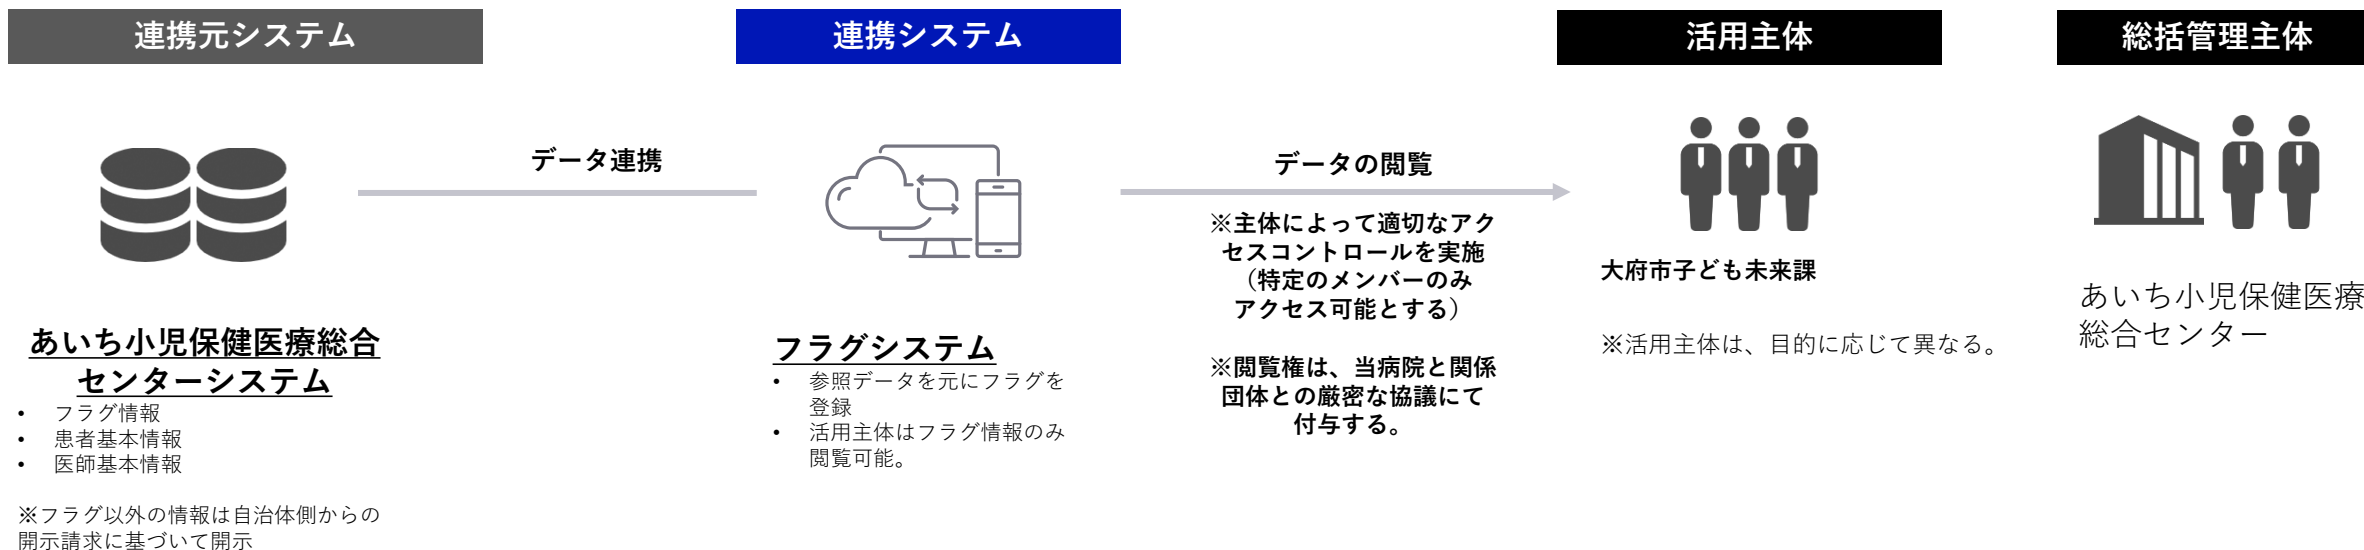 連携元システム
連携システム
活用主体
総括管理主体
データ連携
データの閲覧
※主体によって適切なアク
セスコントロールを実施
（特定のメンバーのみ
アクセス可能とする）
※閲覧権は、当病院と関係
団体との厳密な協議にて
付与する。
あいち小児保健医療総合
センターシステム
• フラグ情報
• 患者基本情報
• 医師基本情報
※フラグ以外の情報は自治体側からの
開示請求に基づいて開示
フラグシステム
• 参照データを元にフラグを
登録
• 活用主体はフラグ情報のみ
閲覧可能。
大府市子ども未来課
※活用主体は、目的に応じて異なる。
あいち小児保健医療
総合センター